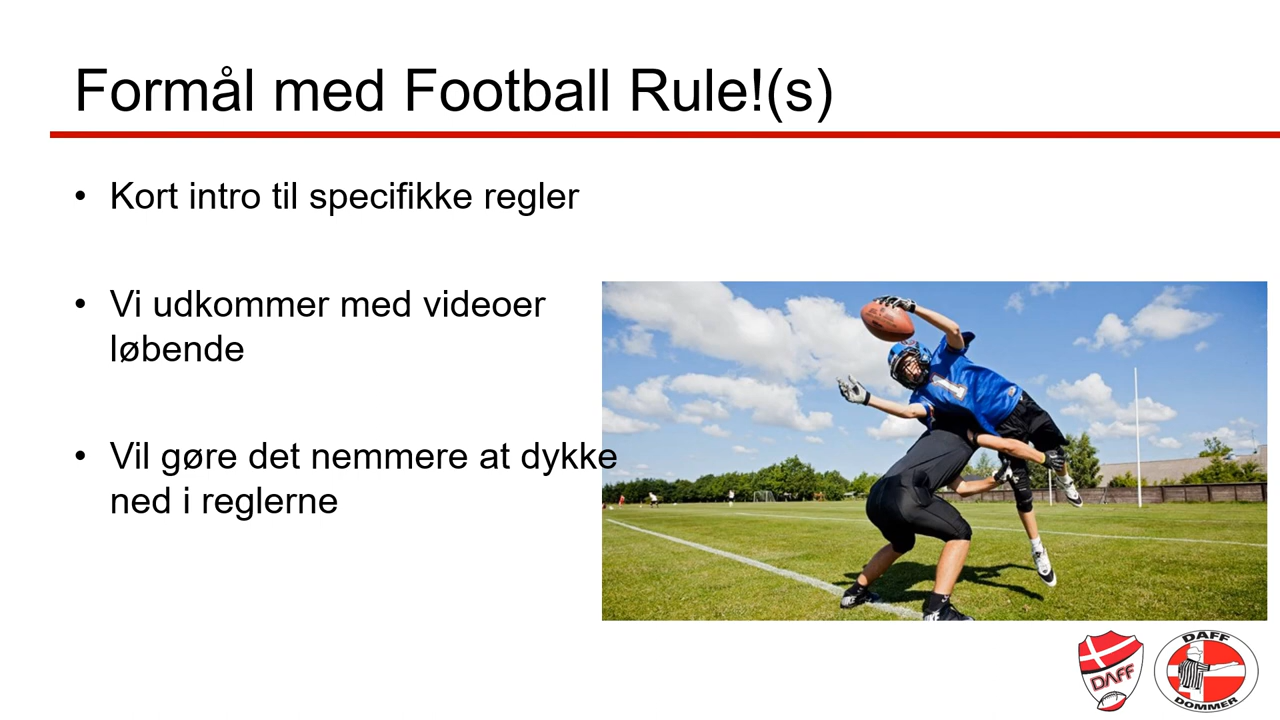 Formål med Football Rule!(s)
• Kort intro til specifikke regler
• Vi udkommer med videoer
løbende
• Vil gøre det nemmere at dykke
ned i reglerne
1
DAFF
DAFF
DOMMER